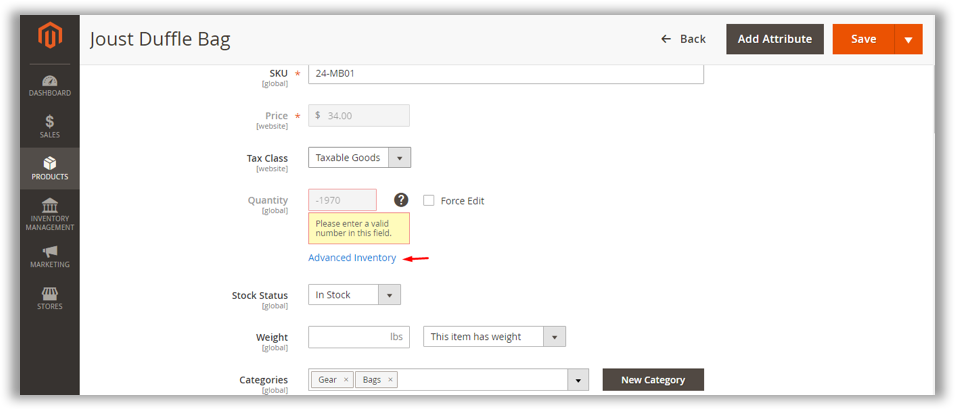 Joust Duffle Bag
Back
Add Attribute
Save
DASHBOARD
SALES
PRODUCTS
INVENTORY
MANAGEMENT
MARKETING
STORES
SKU *
[global]
24-MB01
Price *
[website]
$ 34.00
Tax Class
[website]
Taxable Goods
Quantity
[global]
-1970
?
Force Edit
Please enter a valid
number in this field.
Advanced Inventory
Stock Status
[global]
In Stock
Weight
[global]
lbs
This item has weight
Categories
[global]
Gear ×
Bags ×
New Category